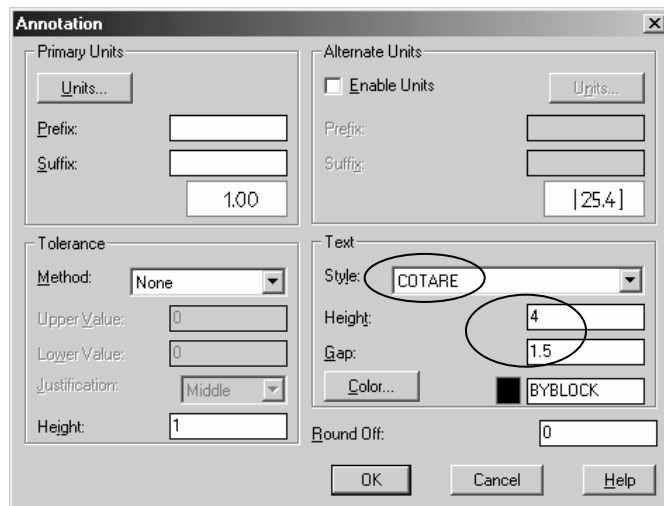 Annotation
Primary Units
Units...
Prefix:
Suffix:
1.00
Alternate Units
Enable Units
Units...
Prefix:
Suffix:
[25.4]
Tolerance
Method: None
Upper Value: 0
Lower Value: 0
Justification: Middle
Height: 1
Text
Style: COTARE
Height: 4
Gap: 1.5
Color... BYBLOCK
Round Off: 0
OK Cancel Help